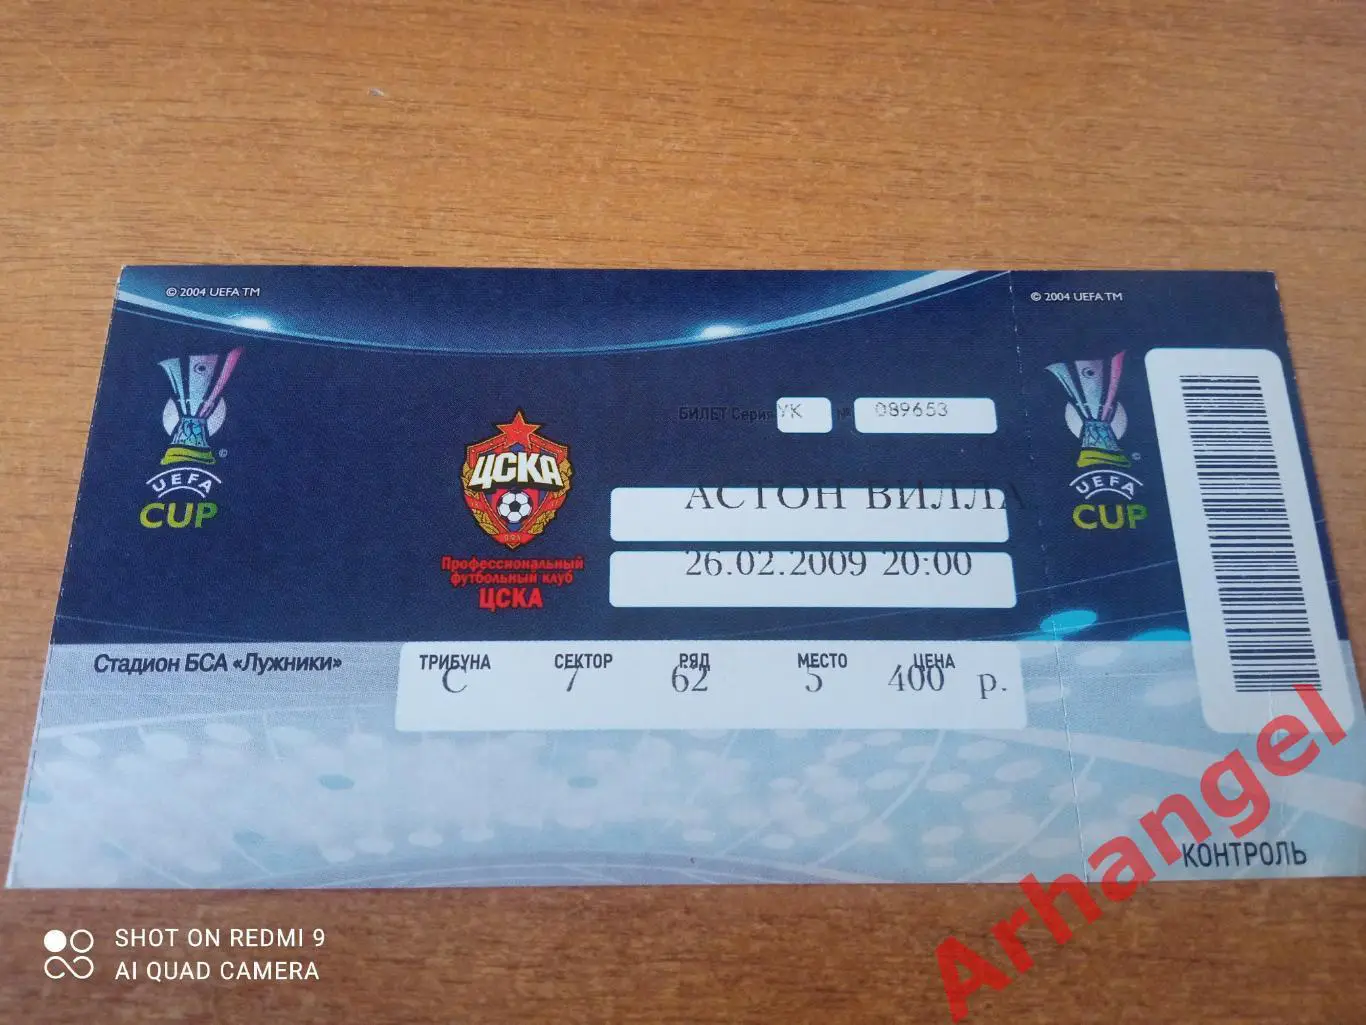 © 2004 UEFA TM
© 2004 UEFA TM
БИЛЕТ Серия УК № 089653
ЦСКА
UEFA
CUP
UEFA
CUP
АСТОН ВИЛЛА
26.02.2009 20:00
Профессиональный
футбольный клуб
ЦСКА
Стадион БСА «Лужники»
ТРИБУНА СЕКТОР РЯД МЕСТО ЦЕНА
С 7 62 5 400 р.
КОНТРОЛЬ
Arhangel
SHOT ON REDMI 9
AI QUAD CAMERA